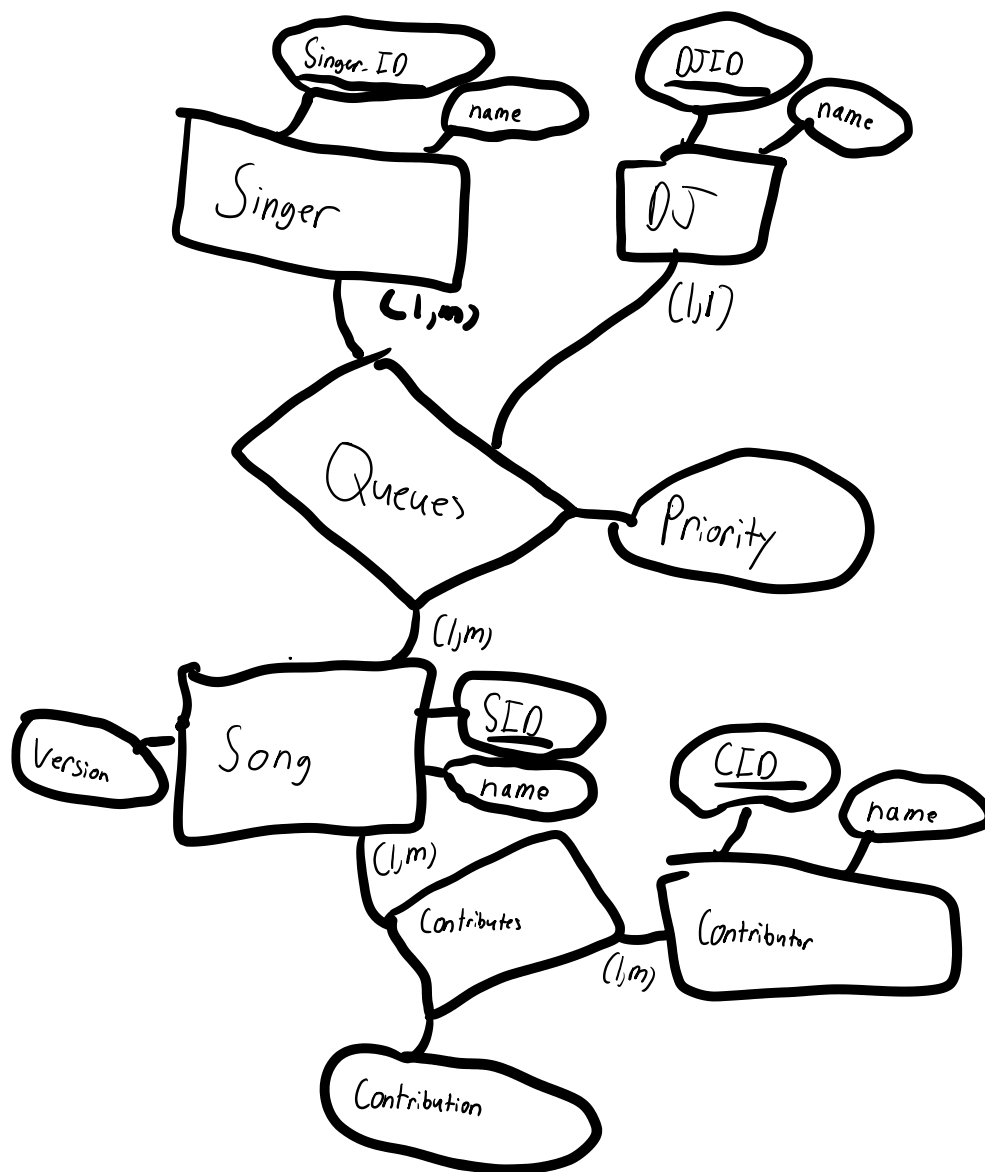 Singer_ID
name
Singer
DJID
name
DJ
(1,m)
(1,1)
Queues
Priority
(1,m)
Version
Song
SID
name
CID
name
(1,m)
Contributes
(1,m)
Contributor
Contribution